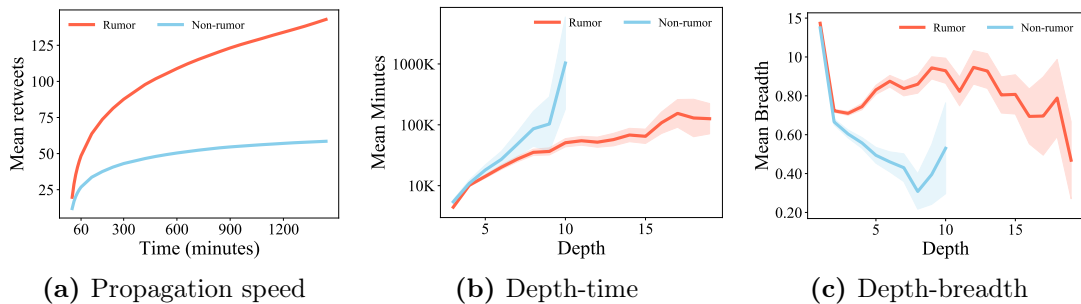 Rumor
Non-rumor
Mean retweets
125
100
75
50
25
60
300
600
900
1200
Time (minutes)
(a) Propagation speed
Rumor
Non-rumor
Mean Minutes
1000K
100K
10K
5
10
15
Depth
(b) Depth-time
Rumor
Non-rumor
Mean Breadth
15
1.0
0.80
0.60
0.40
0.20
5
10
15
Depth
(c) Depth-breadth